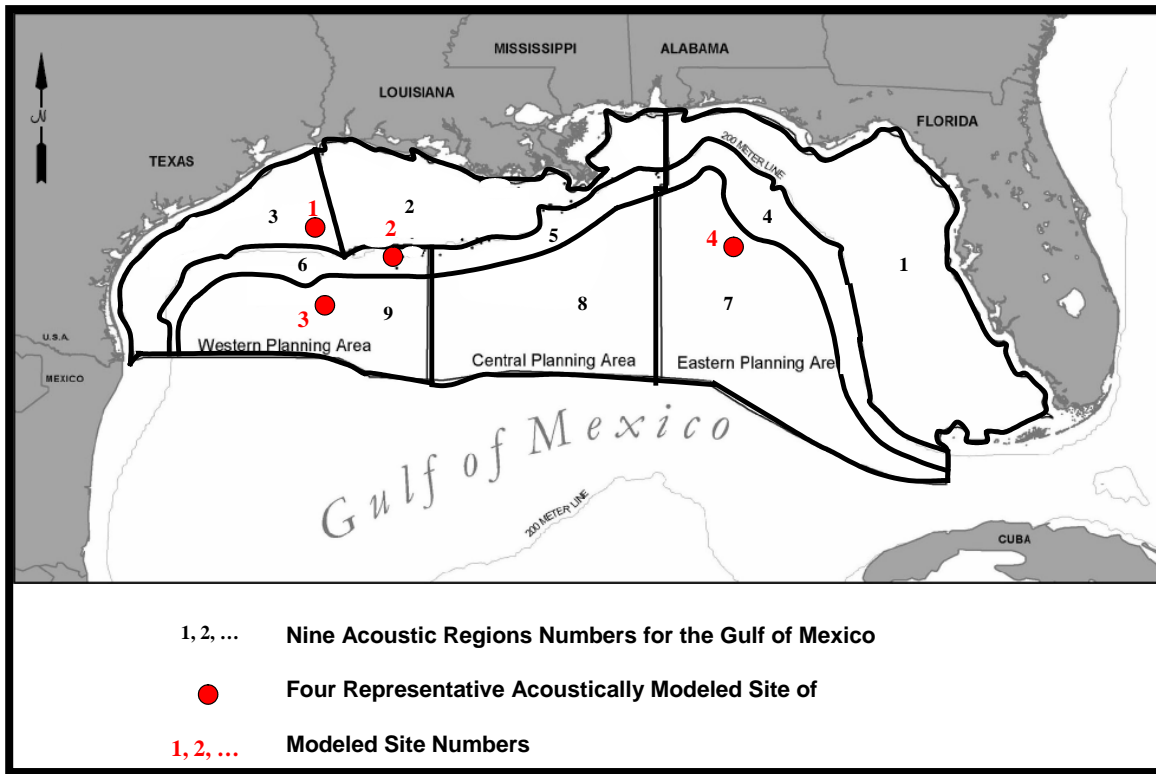 MISSISSIPPI
ALABAMA
LOUISIANA
N
FLORIDA
TEXAS
200 METER LINE
3
1
2
4
5
2
4
1
6
3
9
8
7
U.S.A.
MEXICO
Western Planning Area
Central Planning Area
Eastern Planning Are
Gulf of Mexico
200 METER LINE
CUBA
1, 2, ... Nine Acoustic Regions Numbers for the Gulf of Mexico
Four Representative Acoustically Modeled Site of
1, 2, ... Modeled Site Numbers